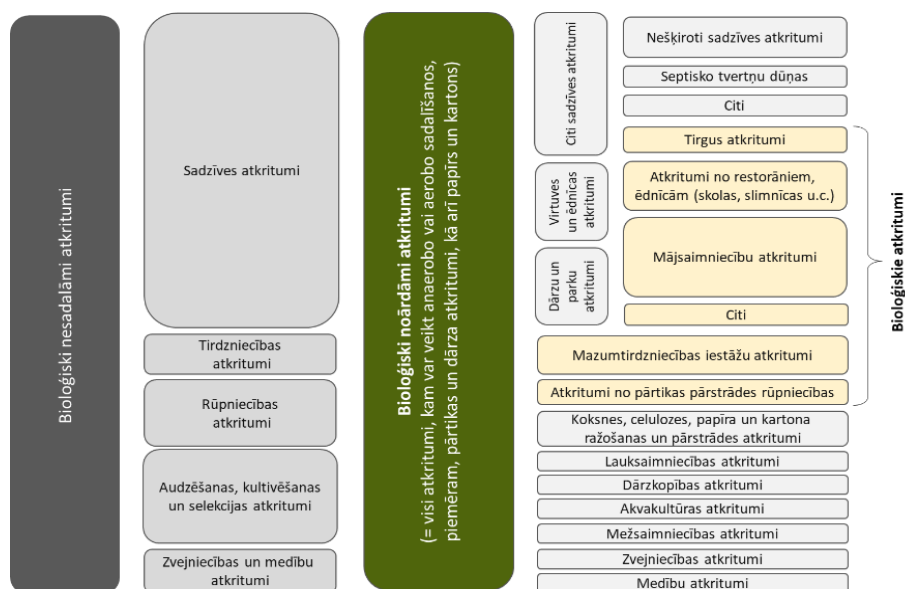 Bioloģiski nesadalāmi atkritumi
Sadzīves atkritumi
Tirdzniecības
atkritumi
Rūpniecības
atkritumi
Audzēšanas, kultivēšanas
un selekcijas atkritumi
Zvejniecības un medību
atkritumi
Bioloģiski noārdāmi atkritumi
(= visi atkritumi, kam var veikt anaerobo vai aerobo sadalīšanos,
piemēram, pārtikas un dārza atkritumi, kā arī papīrs un kartons)
Citi sadzīves atkritumi
Virtuves
un ēdnīcas
atkritumi
Dārzu un
parku
atkritumi
Nešķiroti sadzīves atkritumi
Septisko tvertņu dūņas
Citi
Tirgus atkritumi
Atkritumi no restorāniem,
ēdnīcām (skolas, slimnīcas u.c.)
Mājsaimniecību atkritumi
Citi
Mazumtirdzniecības iestāžu atkritumi
Atkritumi no pārtikas pārstrādes rūpniecības
Koksnes, celulozes, papīra un kartona
ražošanas un pārstrādes atkritumi
Lauksaimniecības atkritumi
Dārzkopības atkritumi
Akvakultūras atkritumi
Mežsaimniecības atkritumi
Zvejniecības atkritumi
Medību atkritumi
Bioloģiskie atkritumi